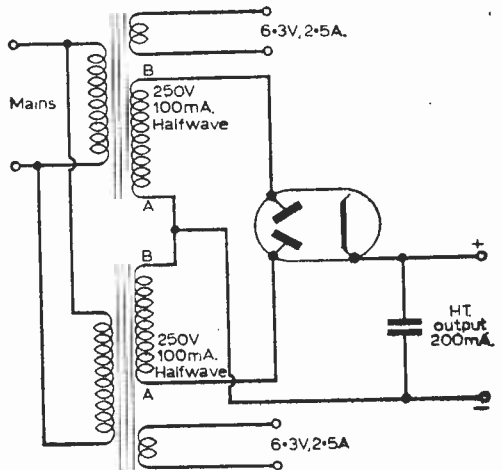 6·3V, 2·5A.
B
250V
100mA.
Halfwave
Mains
A
B
+
HT.
output
200mA.
250V
100mA.
Halfwave
A
−
6·3V, 2·5A